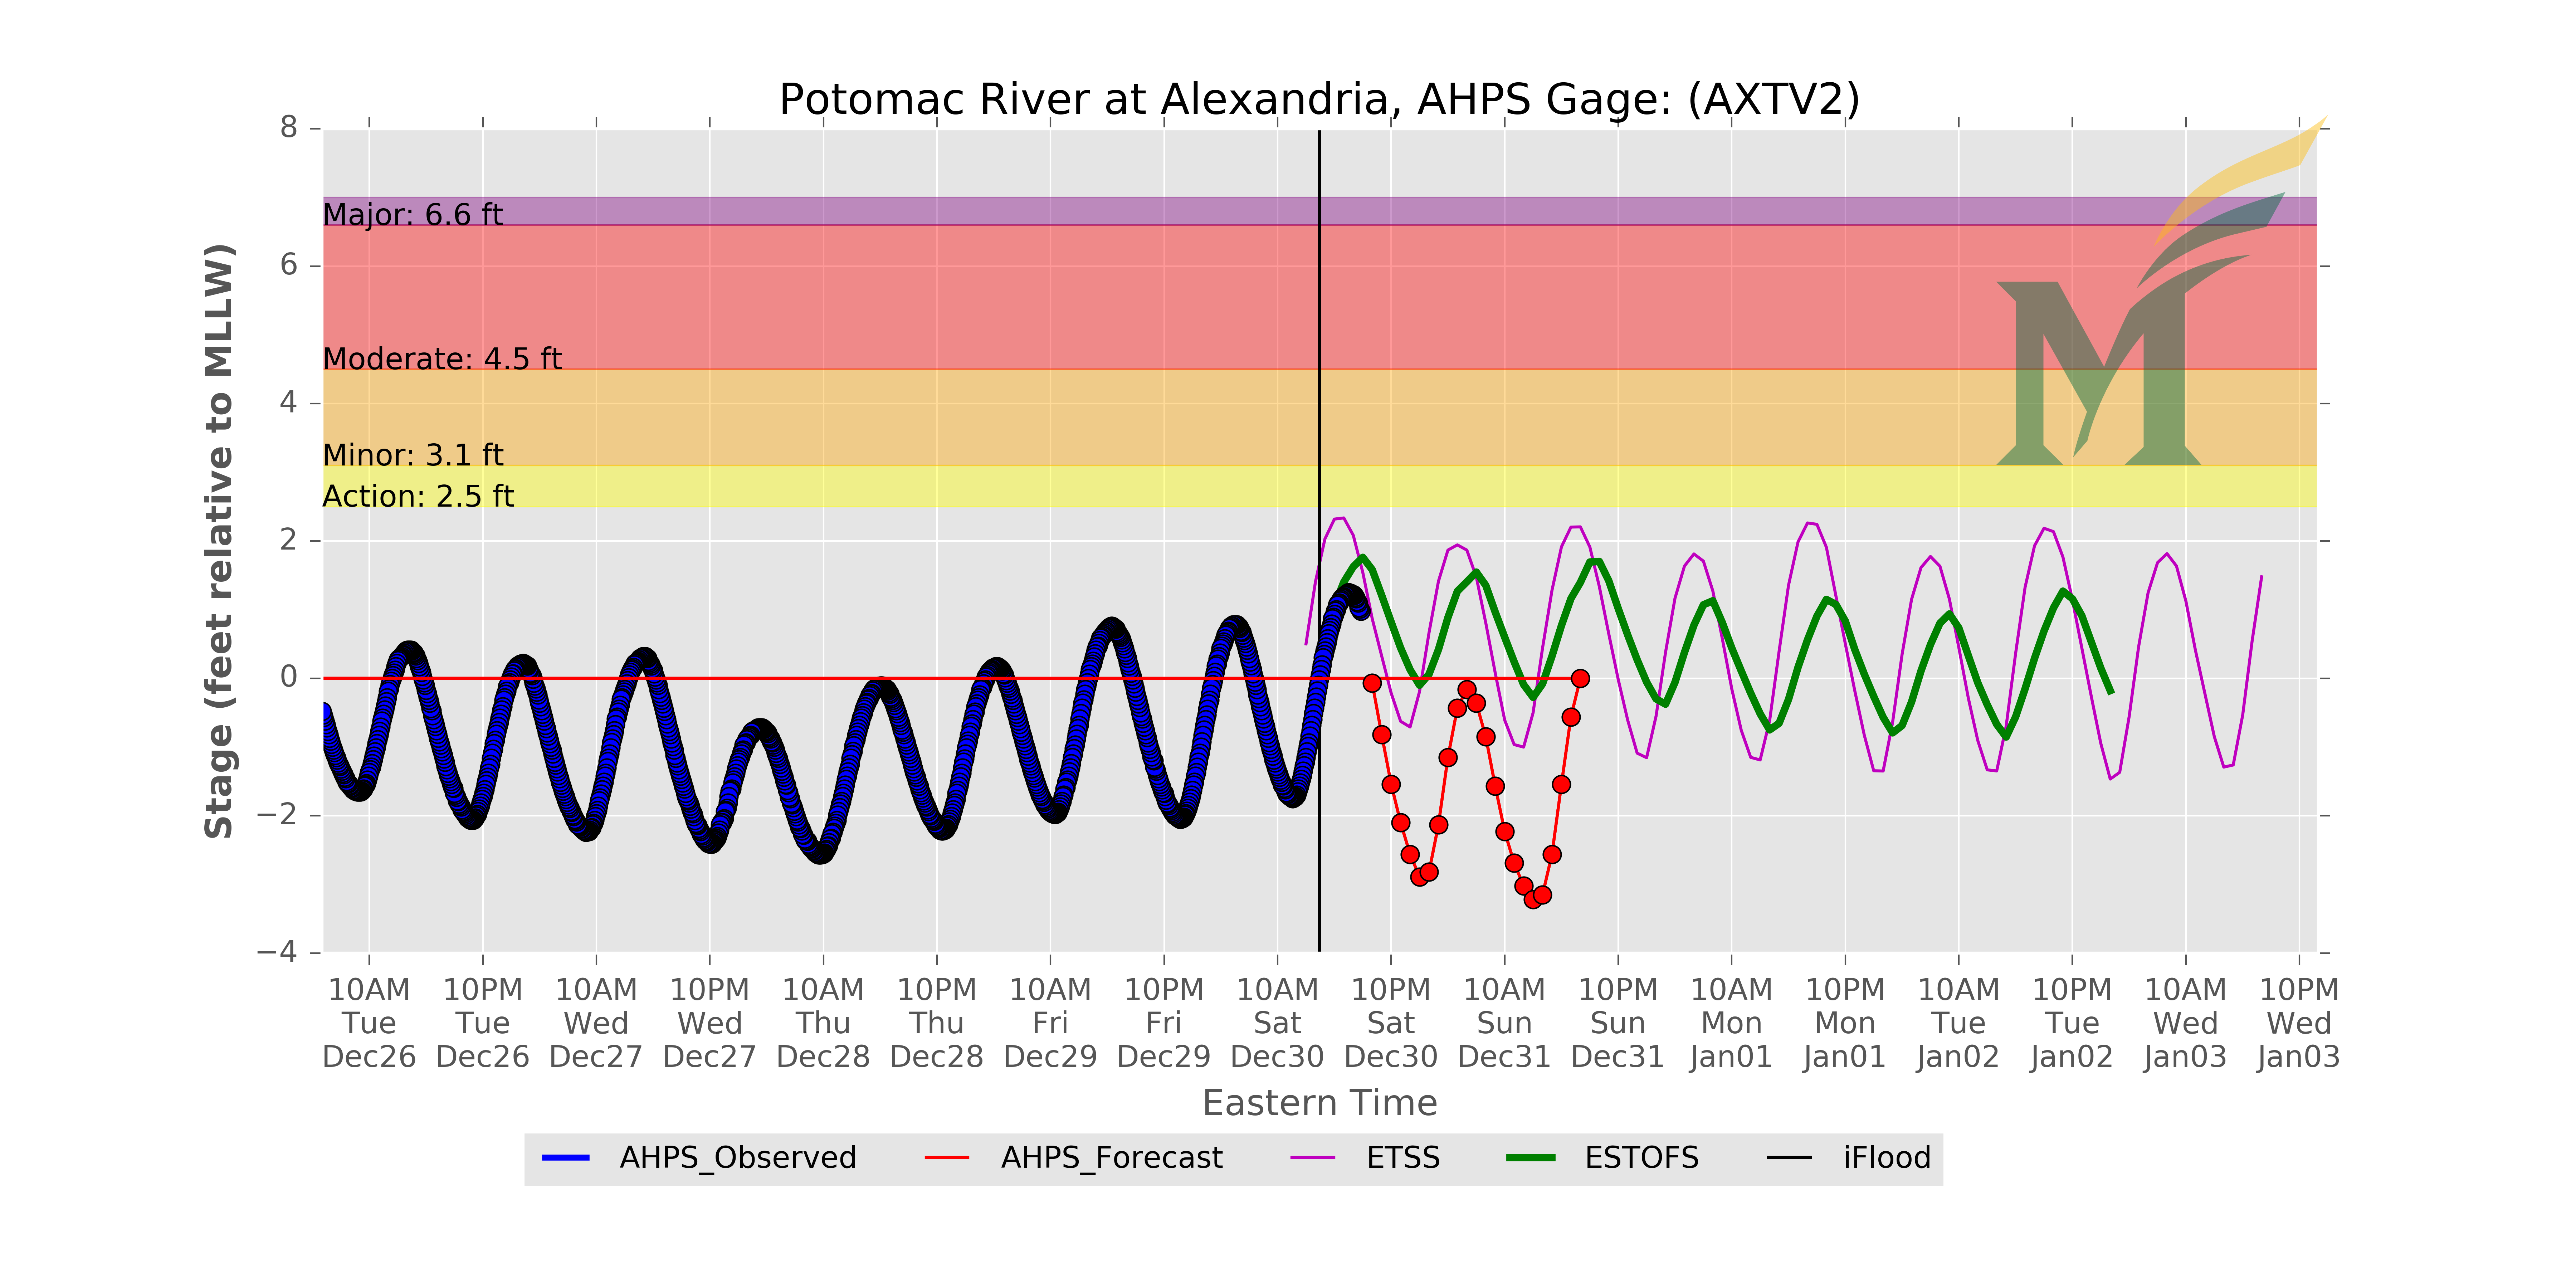 Potomac River at Alexandria, AHPS Gage: (AXTV2)
8
6
4
2
0
−2
−4
Stage (feet relative to MLLW)
Major: 6.6 ft
Moderate: 4.5 ft
Minor: 3.1 ft
Action: 2.5 ft
M
10AM 10PM 10AM 10PM 10AM 10PM 10AM 10PM 10AM 10PM 10AM 10PM 10AM 10PM 10AM 10PM 10AM 10PM
Tue Tue Wed Wed Thu Thu Fri Fri Sat Sat Sun Sun Mon Mon Tue Tue Wed Wed
Dec26 Dec26 Dec27 Dec27 Dec28 Dec28 Dec29 Dec29 Dec30 Dec30 Dec31 Dec31 Jan01 Jan01 Jan02 Jan02 Jan03 Jan03
Eastern Time
AHPS_Observed AHPS_Forecast ETSS ESTOFS iFlood